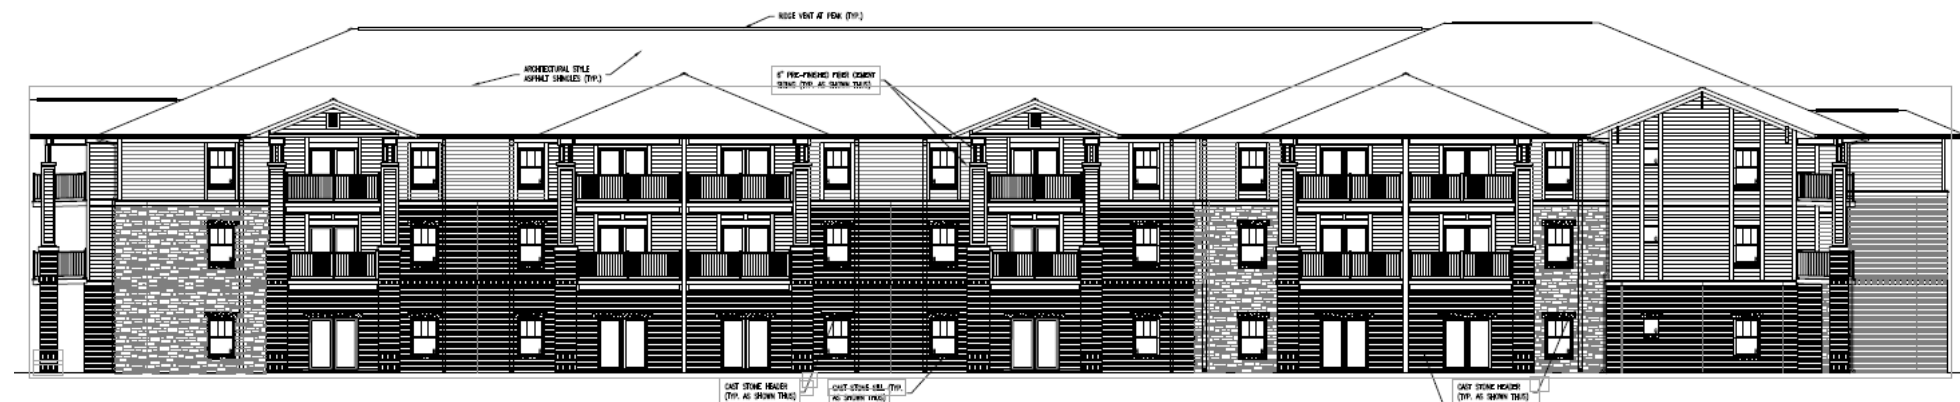 RIDGE VENT AT PEAK (TYP.)
ARCHITECTURAL STYLE
ASPHALT SHINGLES (TYP.)
6" PRE-FINISHED FIBER CEMENT
SIDING (TYP. AS SHOWN THUS)
CAST STONE HEADER
(TYP. AS SHOWN THUS)
CAST STONE SILL (TYP.
AS SHOWN THUS)
CAST STONE HEADER
(TYP. AS SHOWN THUS)